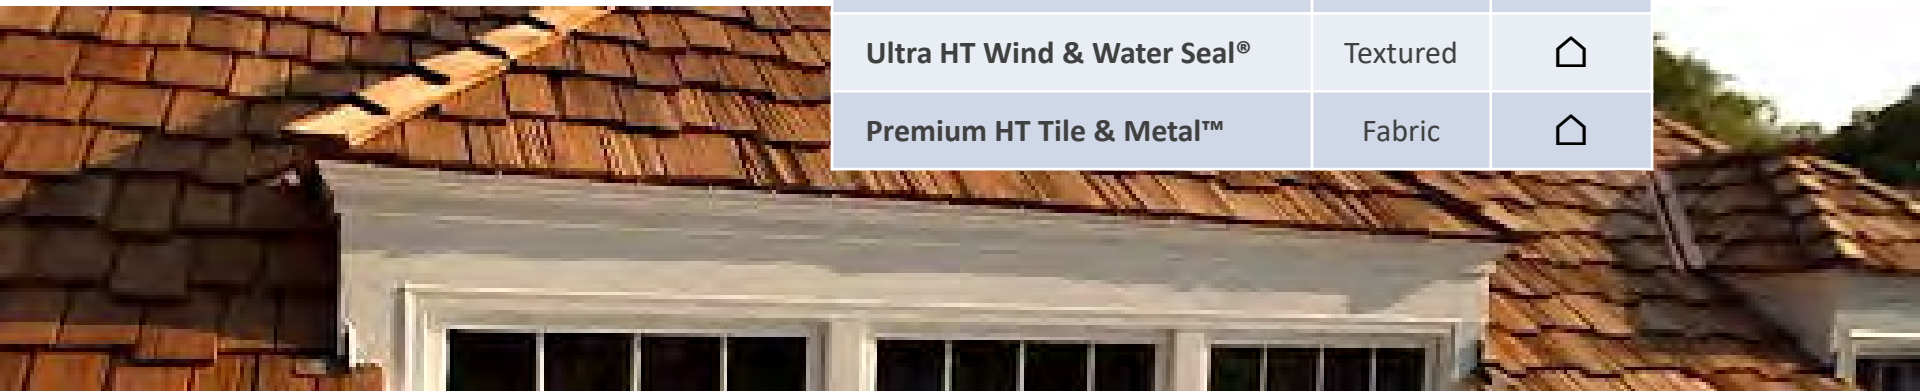 Ultra HT Wind & Water Seal® Textured
Premium HT Tile & Metal™ Fabric